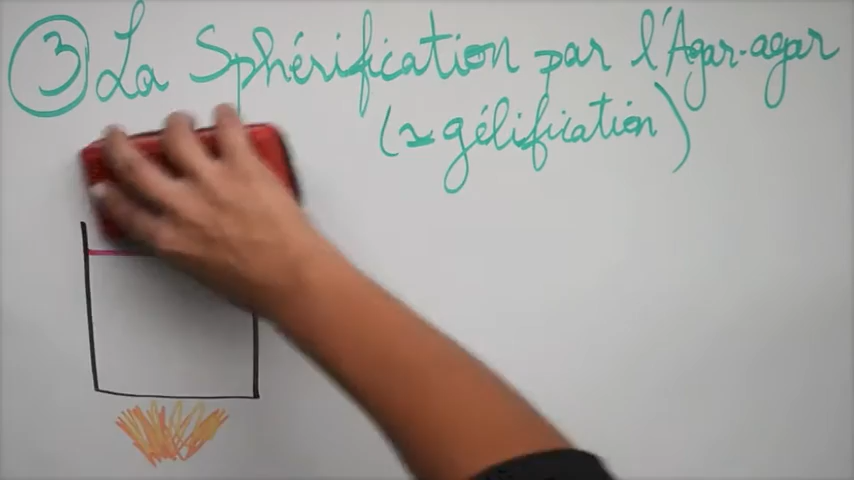 ③ La Sphérification par l'Agar-agar
(≈ gélification)